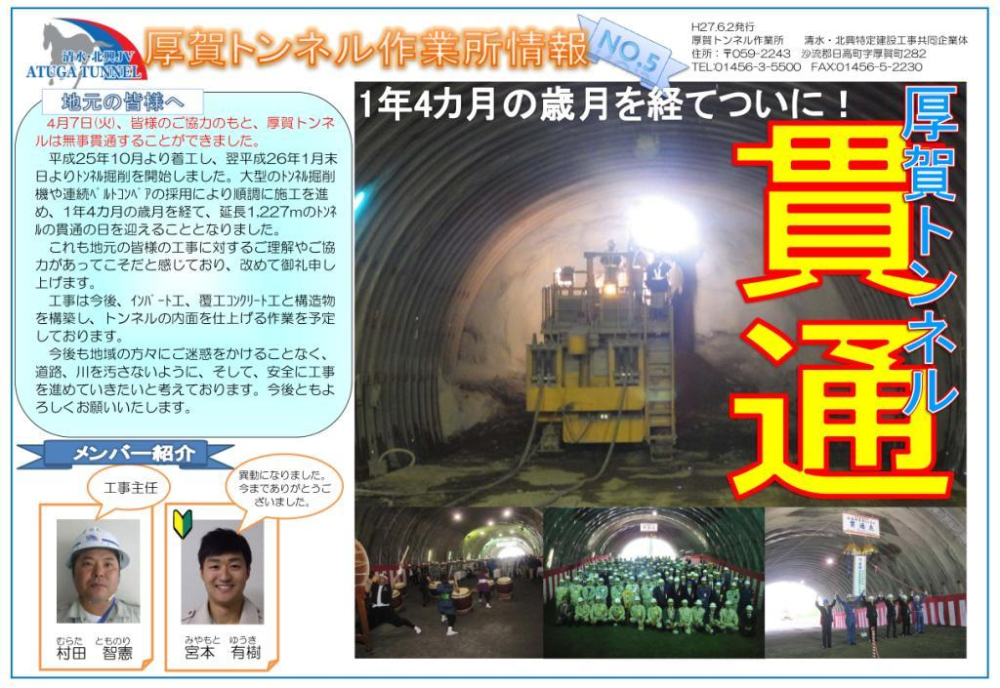 清水・北興JV
ATUGA TUNNEL
厚賀トンネル作業所情報
NO.5
H27.6.2発行
厚賀トンネル作業所　清水・北興特定建設工事共同企業体
住所：〒059-2243　沙流郡日高町字厚賀町282
TEL:01456-3-5500　FAX:01456-5-2230
地元の皆様へ
4月7日(火)、皆様のご協力のもと、厚賀トンネ
ルは無事貫通することができました。
平成25年10月より着工し、翌平成26年1月末
日よりﾄﾝﾈﾙ掘削を開始しました。大型のﾄﾝﾈﾙ掘削
機や連続ﾍﾞﾙﾄｺﾝﾍﾞｱの採用により順調に施工を進
め、1年4カ月の歳月を経て、延長1,227mのﾄﾝﾈ
ﾙの貫通の日を迎えることとなりました。
これも地元の皆様の工事に対するご理解やご協
力があってこそだと感じており、改めて御礼申し
上げます。
工事は今後、ｲﾝﾊﾞｰﾄ工、覆工ｺﾝｸﾘｰﾄ工と構造物
を構築し、トンネルの内面を仕上げる作業を予定
しております。
今後も地域の方々にご迷惑をかけることなく、
道路、川を汚さないように、そして、安全に工事
を進めていきたいと考えております。今後ともよ
ろしくお願いいたします。
1年4カ月の歳月を経てついに！
厚賀トンネル
貫通
メンバー紹介
工事主任
異動になりました。
今までありがとうご
ざいました。
むらた　とものり
村田　智憲
みやもと　ゆうき
宮本　有樹
貫通点